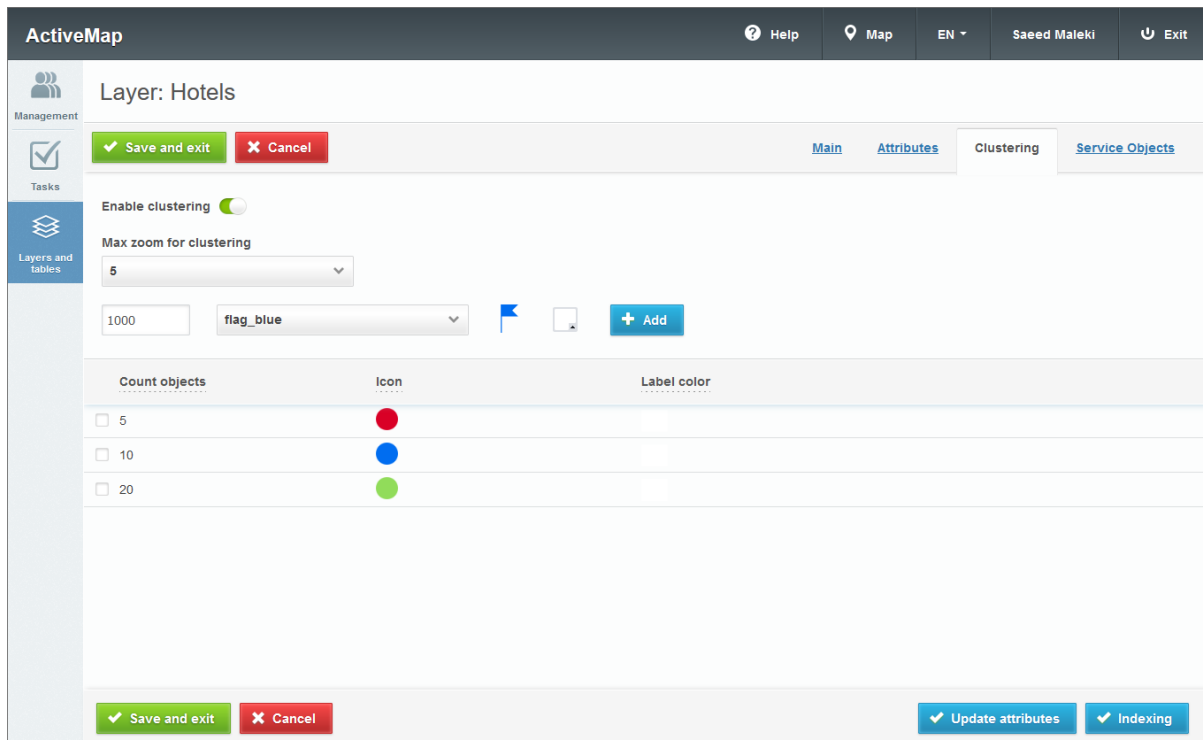 ActiveMap
Help
Map
EN
Saeed Maleki
Exit
Management
Tasks
Layers and
tables
Layer: Hotels
Save and exit
Cancel
Main
Attributes
Clustering
Service Objects
Enable clustering
Max zoom for clustering
5
1000
flag_blue
Add
Count objects
Icon
Label color
5
10
20
Save and exit
Cancel
Update attributes
Indexing